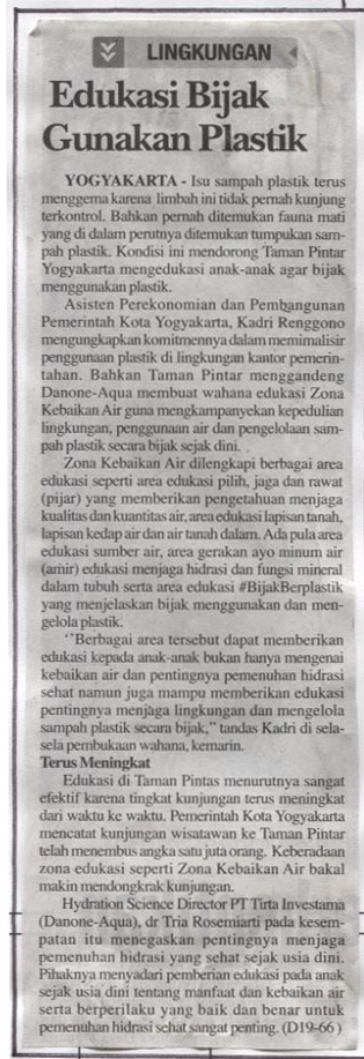 LINGKUNGAN
Edukasi Bijak
Gunakan Plastik
YOGYAKARTA - Isu sampah plastik terus
menggema karena limbah ini tidak pernah kunjung
terkontrol. Bahkan pernah ditemukan fauna mati
yang di dalam perutnya ditemukan tumpukan sam-
pah plastik. Kondisi ini mendorong Taman Pintar
Yogyakarta mengedukasi anak-anak agar bijak
menggunakan plastik.
Asisten Perekonomian dan Pembangunan
Pemerintah Kota Yogyakarta, Kadri Renggono
mengungkapkan komitmennya dalam memimalisir
penggunaan plastik di lingkungan kantor pemerin-
tahan. Bahkan Taman Pintar menggandeng
Danone-Aqua membuat wahana edukasi Zona
Kebaikan Air guna mengkampanyekan kepedulian
lingkungan, penggunaan air dan pengelolaan sam-
pah plastik secara bijak sejak dini.
Zona Kebaikan Air dilengkapi berbagai area
edukasi seperti area edukasi pilih, jaga dan rawat
(pijar) yang memberikan pengetahuan menjaga
kualitas dan kuantitas air, area edukasi lapisan tanah,
lapisan kedap air dan air tanah dalam. Ada pula area
edukasi sumber air, area gerakan ayo minum air
(amir) edukasi menjaga hidrasi dan fungsi mineral
dalam tubuh serta area edukasi #BijakBerplastik
yang menjelaskan bijak menggunakan dan men-
gelola plastik.
‘‘Berbagai area tersebut dapat memberikan
edukasi kepada anak-anak bukan hanya mengenai
kebaikan air dan pentingnya pemenuhan hidrasi
sehat namun juga mampu memberikan edukasi
pentingnya menjaga lingkungan dan mengelola
sampah plastik secara bijak,” tandas Kadri di sela-
sela pembukaan wahana, kemarin.
Terus Meningkat
Edukasi di Taman Pintas menurutnya sangat
efektif karena tingkat kunjungan terus meningkat
dari waktu ke waktu. Pemerintah Kota Yogyakarta
mencatat kunjungan wisatawan ke Taman Pintar
telah menembus angka satu juta orang. Keberadaan
zona edukasi seperti Zona Kebaikan Air bakal
makin mendongkrak kunjungan.
Hydration Science Director PT Tirta Investama
(Danone-Aqua), dr Tria Rosemiarti pada kesem-
patan itu menegaskan pentingnya menjaga
pemenuhan hidrasi yang sehat sejak usia dini.
Pihaknya menyadari pemberian edukasi pada anak
sejak usia dini tentang manfaat dan kebaikan air
serta berperilaku yang baik dan benar untuk
pemenuhan hidrasi sehat sangat penting. (D19-66)